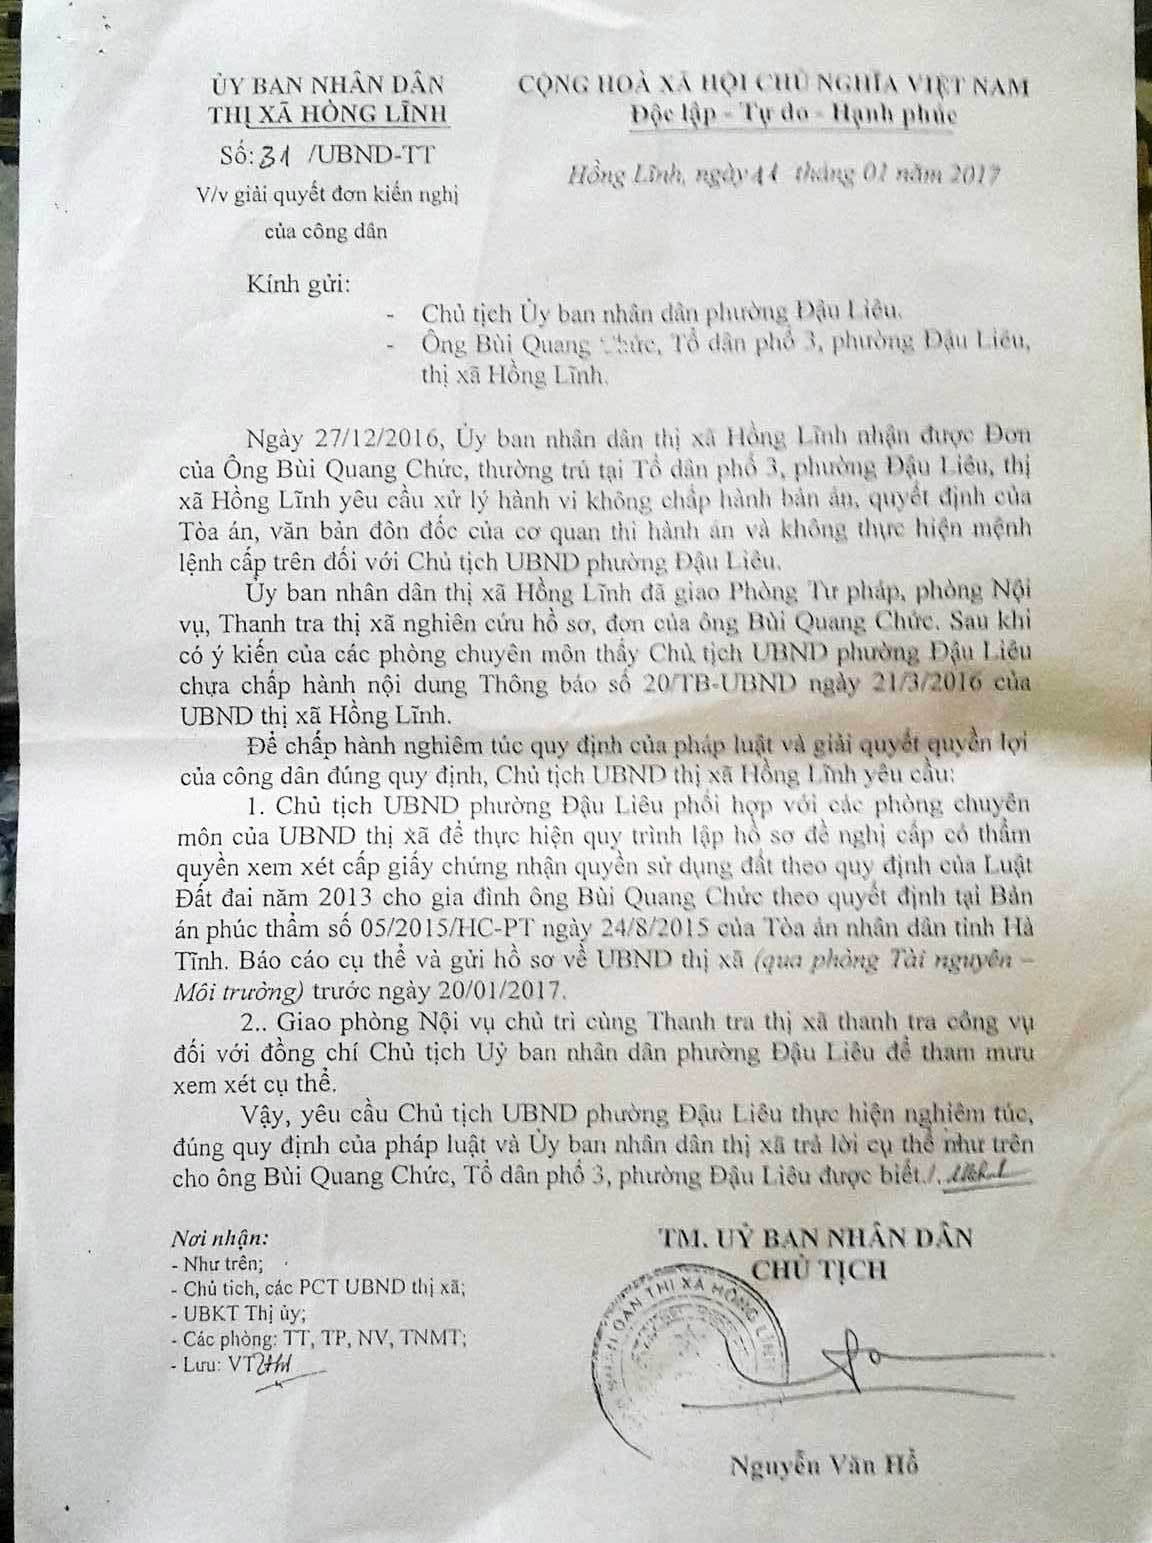 ỦY BAN NHÂN DÂN
THỊ XÃ HỒNG LĨNH
Số: 31 /UBND-TT
V/v giải quyết đơn kiến nghị
của công dân
CỘNG HOÀ XÃ HỘI CHỦ NGHĨA VIỆT NAM
Độc lập - Tự do - Hạnh phúc
Hồng Lĩnh, ngày 11 tháng 01 năm 2017
Kính gửi:
- Chủ tịch Ủy ban nhân dân phường Đậu Liêu.
- Ông Bùi Quang Chức, Tổ dân phố 3, phường Đậu Liêu,
thị xã Hồng Lĩnh.
Ngày 27/12/2016, Ủy ban nhân dân thị xã Hồng Lĩnh nhận được Đơn
của Ông Bùi Quang Chức, thường trú tại Tổ dân phố 3, phường Đậu Liêu, thị
xã Hồng Lĩnh yêu cầu xử lý hành vi không chấp hành bản án, quyết định của
Tòa án, văn bản đôn đốc của cơ quan thi hành án và không thực hiện mệnh
lệnh cấp trên đối với Chủ tịch UBND phường Đậu Liêu.
Ủy ban nhân dân thị xã Hồng Lĩnh đã giao Phòng Tư pháp, phòng Nội
vụ, Thanh tra thị xã nghiên cứu hồ sơ, đơn của ông Bùi Quang Chức. Sau khi
có ý kiến của các phòng chuyên môn thấy Chủ tịch UBND phường Đậu Liêu
chưa chấp hành nội dung Thông báo số 20/TB-UBND ngày 21/3/2016 của
UBND thị xã Hồng Lĩnh.
Để chấp hành nghiêm túc quy định của pháp luật và giải quyết quyền lợi
của công dân đúng quy định, Chủ tịch UBND thị xã Hồng Lĩnh yêu cầu:
1. Chủ tịch UBND phường Đậu Liêu phối hợp với các phòng chuyên
môn của UBND thị xã để thực hiện quy trình lập hồ sơ đề nghị cấp có thẩm
quyền xem xét cấp giấy chứng nhận quyền sử dụng đất theo quy định của Luật
Đất đai năm 2013 cho gia đình ông Bùi Quang Chức theo quyết định tại Bản
án phúc thẩm số 05/2015/HC-PT ngày 24/8/2015 của Tòa án nhân dân tỉnh Hà
Tĩnh. Báo cáo cụ thể và gửi hồ sơ về UBND thị xã (qua phòng Tài nguyên –
Môi trường) trước ngày 20/01/2017.
2.. Giao phòng Nội vụ chủ trì cùng Thanh tra thị xã thanh tra công vụ
đối với đồng chí Chủ tịch Uỷ ban nhân dân phường Đậu Liêu để tham mưu
xem xét cụ thể.
Vậy, yêu cầu Chủ tịch UBND phường Đậu Liêu thực hiện nghiêm túc,
đúng quy định của pháp luật và Ủy ban nhân dân thị xã trả lời cụ thể như trên
cho ông Bùi Quang Chức, Tổ dân phố 3, phường Đậu Liêu được biết./.
Nơi nhận:
- Như trên;
- Chủ tich, các PCT UBND thị xã;
- UBKT Thị ủy;
- Các phòng: TT, TP, NV, TNMT;
- Lưu: VT
TM. UỶ BAN NHÂN DÂN
CHỦ TỊCH
THỊ XÃ HỒNG LĨNH
Nguyễn Văn Hổ